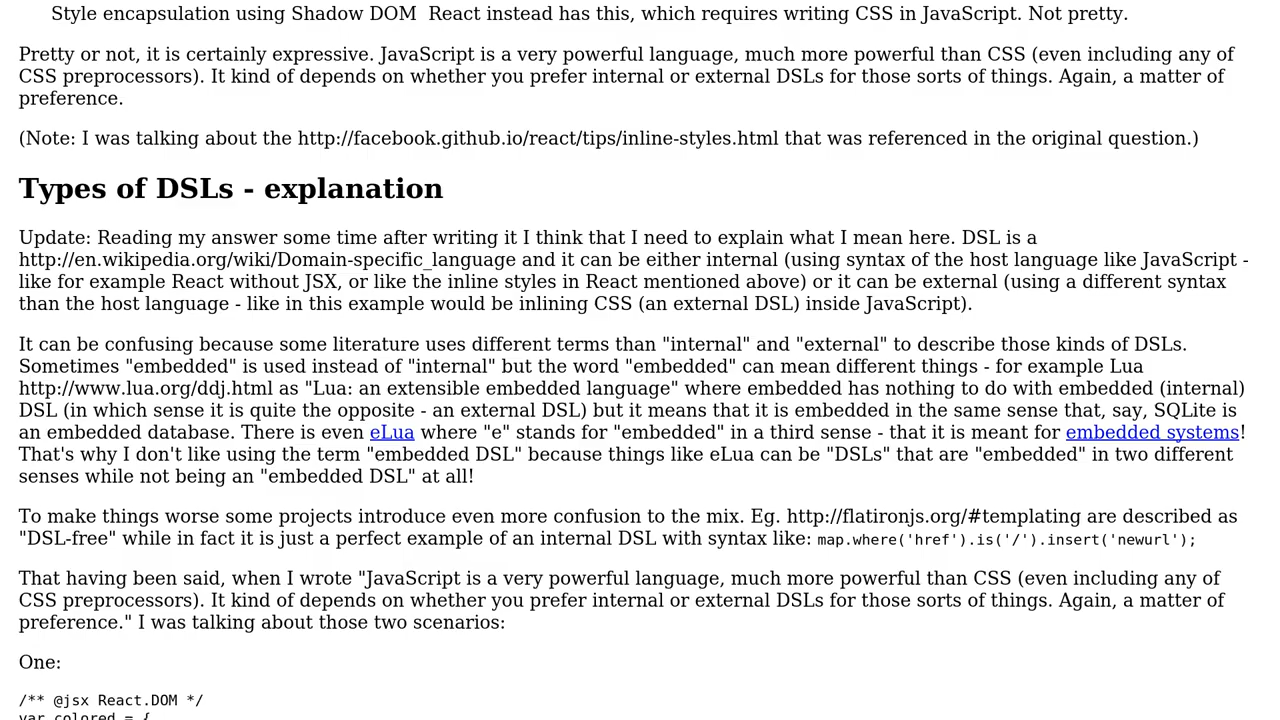 Style encapsulation using Shadow DOM  React instead has this, which requires writing CSS in JavaScript. Not pretty.
Pretty or not, it is certainly expressive. JavaScript is a very powerful language, much more powerful than CSS (even including any of
CSS preprocessors). It kind of depends on whether you prefer internal or external DSLs for those sorts of things. Again, a matter of
preference.
(Note: I was talking about the http://facebook.github.io/react/tips/inline-styles.html that was referenced in the original question.)
Types of DSLs - explanation
Update: Reading my answer some time after writing it I think that I need to explain what I mean here. DSL is a
http://en.wikipedia.org/wiki/Domain-specific_language and it can be either internal (using syntax of the host language like JavaScript -
like for example React without JSX, or like the inline styles in React mentioned above) or it can be external (using a different syntax
than the host language - like in this example would be inlining CSS (an external DSL) inside JavaScript).
It can be confusing because some literature uses different terms than "internal" and "external" to describe those kinds of DSLs.
Sometimes "embedded" is used instead of "internal" but the word "embedded" can mean different things - for example Lua
http://www.lua.org/ddj.html as "Lua: an extensible embedded language" where embedded has nothing to do with embedded (internal)
DSL (in which sense it is quite the opposite - an external DSL) but it means that it is embedded in the same sense that, say, SQLite is
an embedded database. There is even eLua where "e" stands for "embedded" in a third sense - that it is meant for embedded systems!
That's why I don't like using the term "embedded DSL" because things like eLua can be "DSLs" that are "embedded" in two different
senses while not being an "embedded DSL" at all!
To make things worse some projects introduce even more confusion to the mix. Eg. http://flatironjs.org/#templating are described as
"DSL-free" while in fact it is just a perfect example of an internal DSL with syntax like: map.where('href').is('/').insert('newurl');
That having been said, when I wrote "JavaScript is a very powerful language, much more powerful than CSS (even including any of
CSS preprocessors). It kind of depends on whether you prefer internal or external DSLs for those sorts of things. Again, a matter of
preference." I was talking about those two scenarios:
One:
/** @jsx React.DOM */
var colored = {